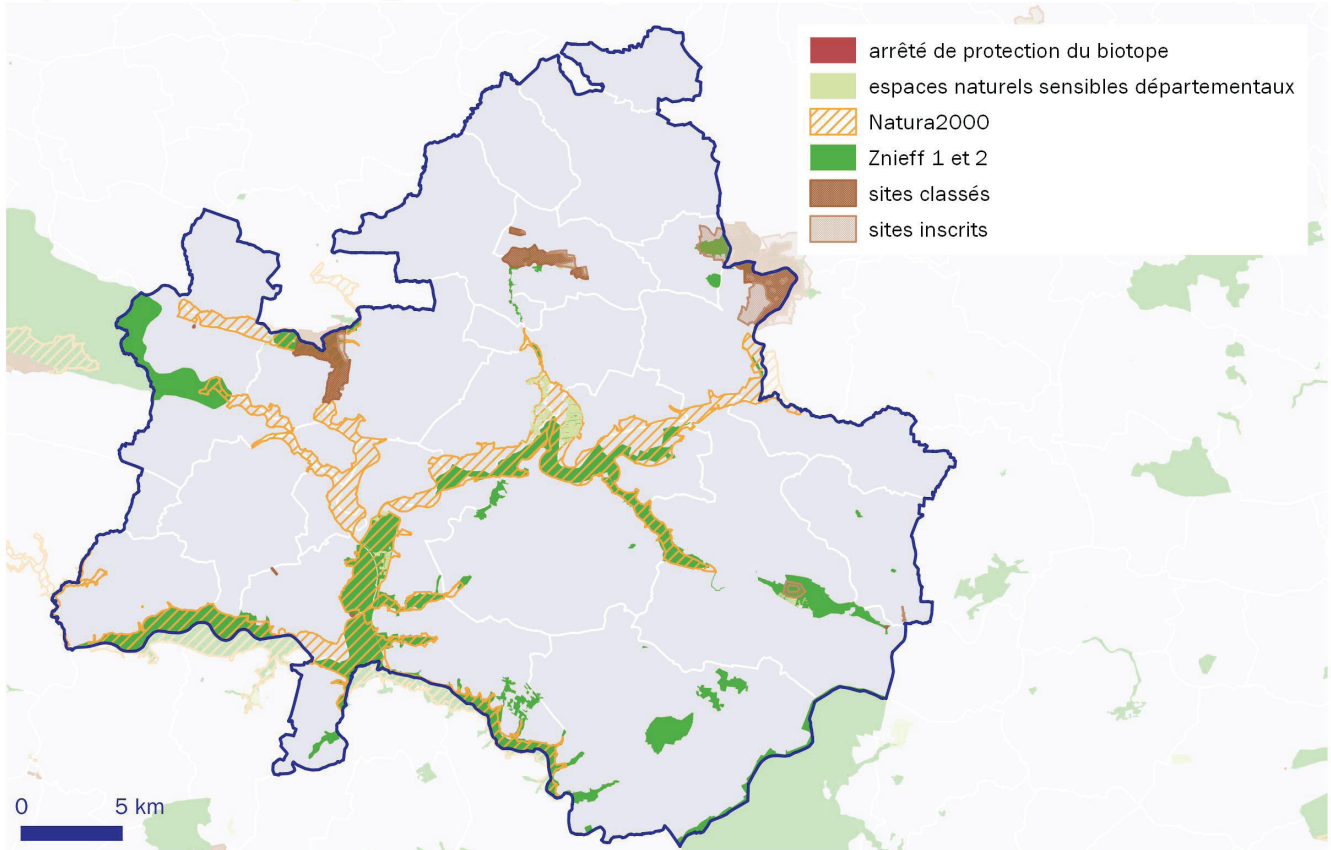 arrêté de protection du biotope
espaces naturels sensibles départementaux
Natura2000
Znieff 1 et 2
sites classés
sites inscrits
0 5 km